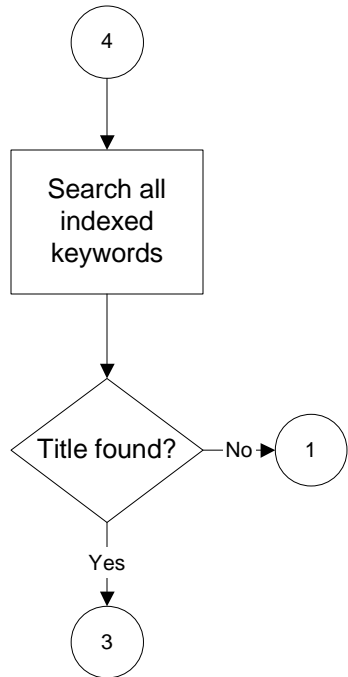 4
Search all
indexed
keywords
Title found?
No
1
Yes
3